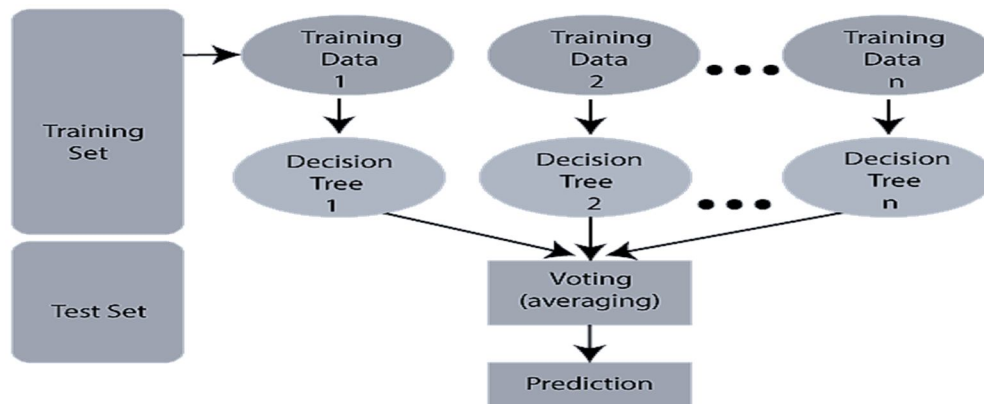 Training
Set
Test Set
Training
Data
1
Training
Data
2
Training
Data
n
Decision
Tree
1
Decision
Tree
2
Decision
Tree
n
Voting
(averaging)
Prediction